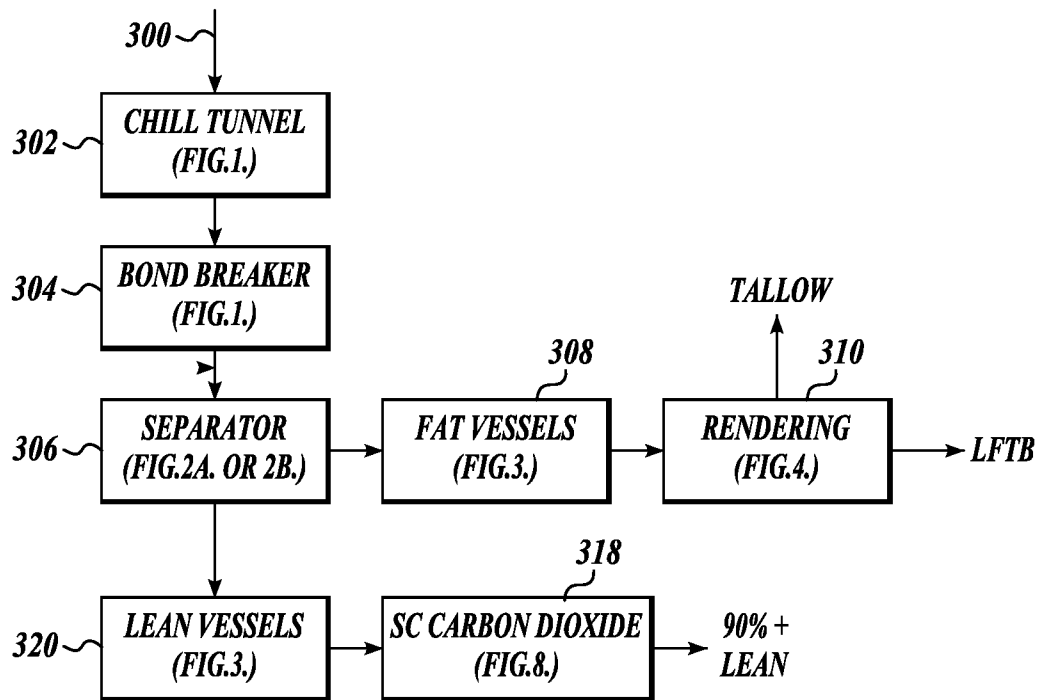 300
302
CHILL TUNNEL
(FIG.1.)
304
BOND BREAKER
(FIG.1.)
TALLOW
308
310
306
SEPARATOR
(FIG.2A. OR 2B.)
FAT VESSELS
(FIG.3.)
RENDERING
(FIG.4.)
LFTB
318
320
LEAN VESSELS
(FIG.3.)
SC CARBON DIOXIDE
(FIG.8.)
90% +
LEAN